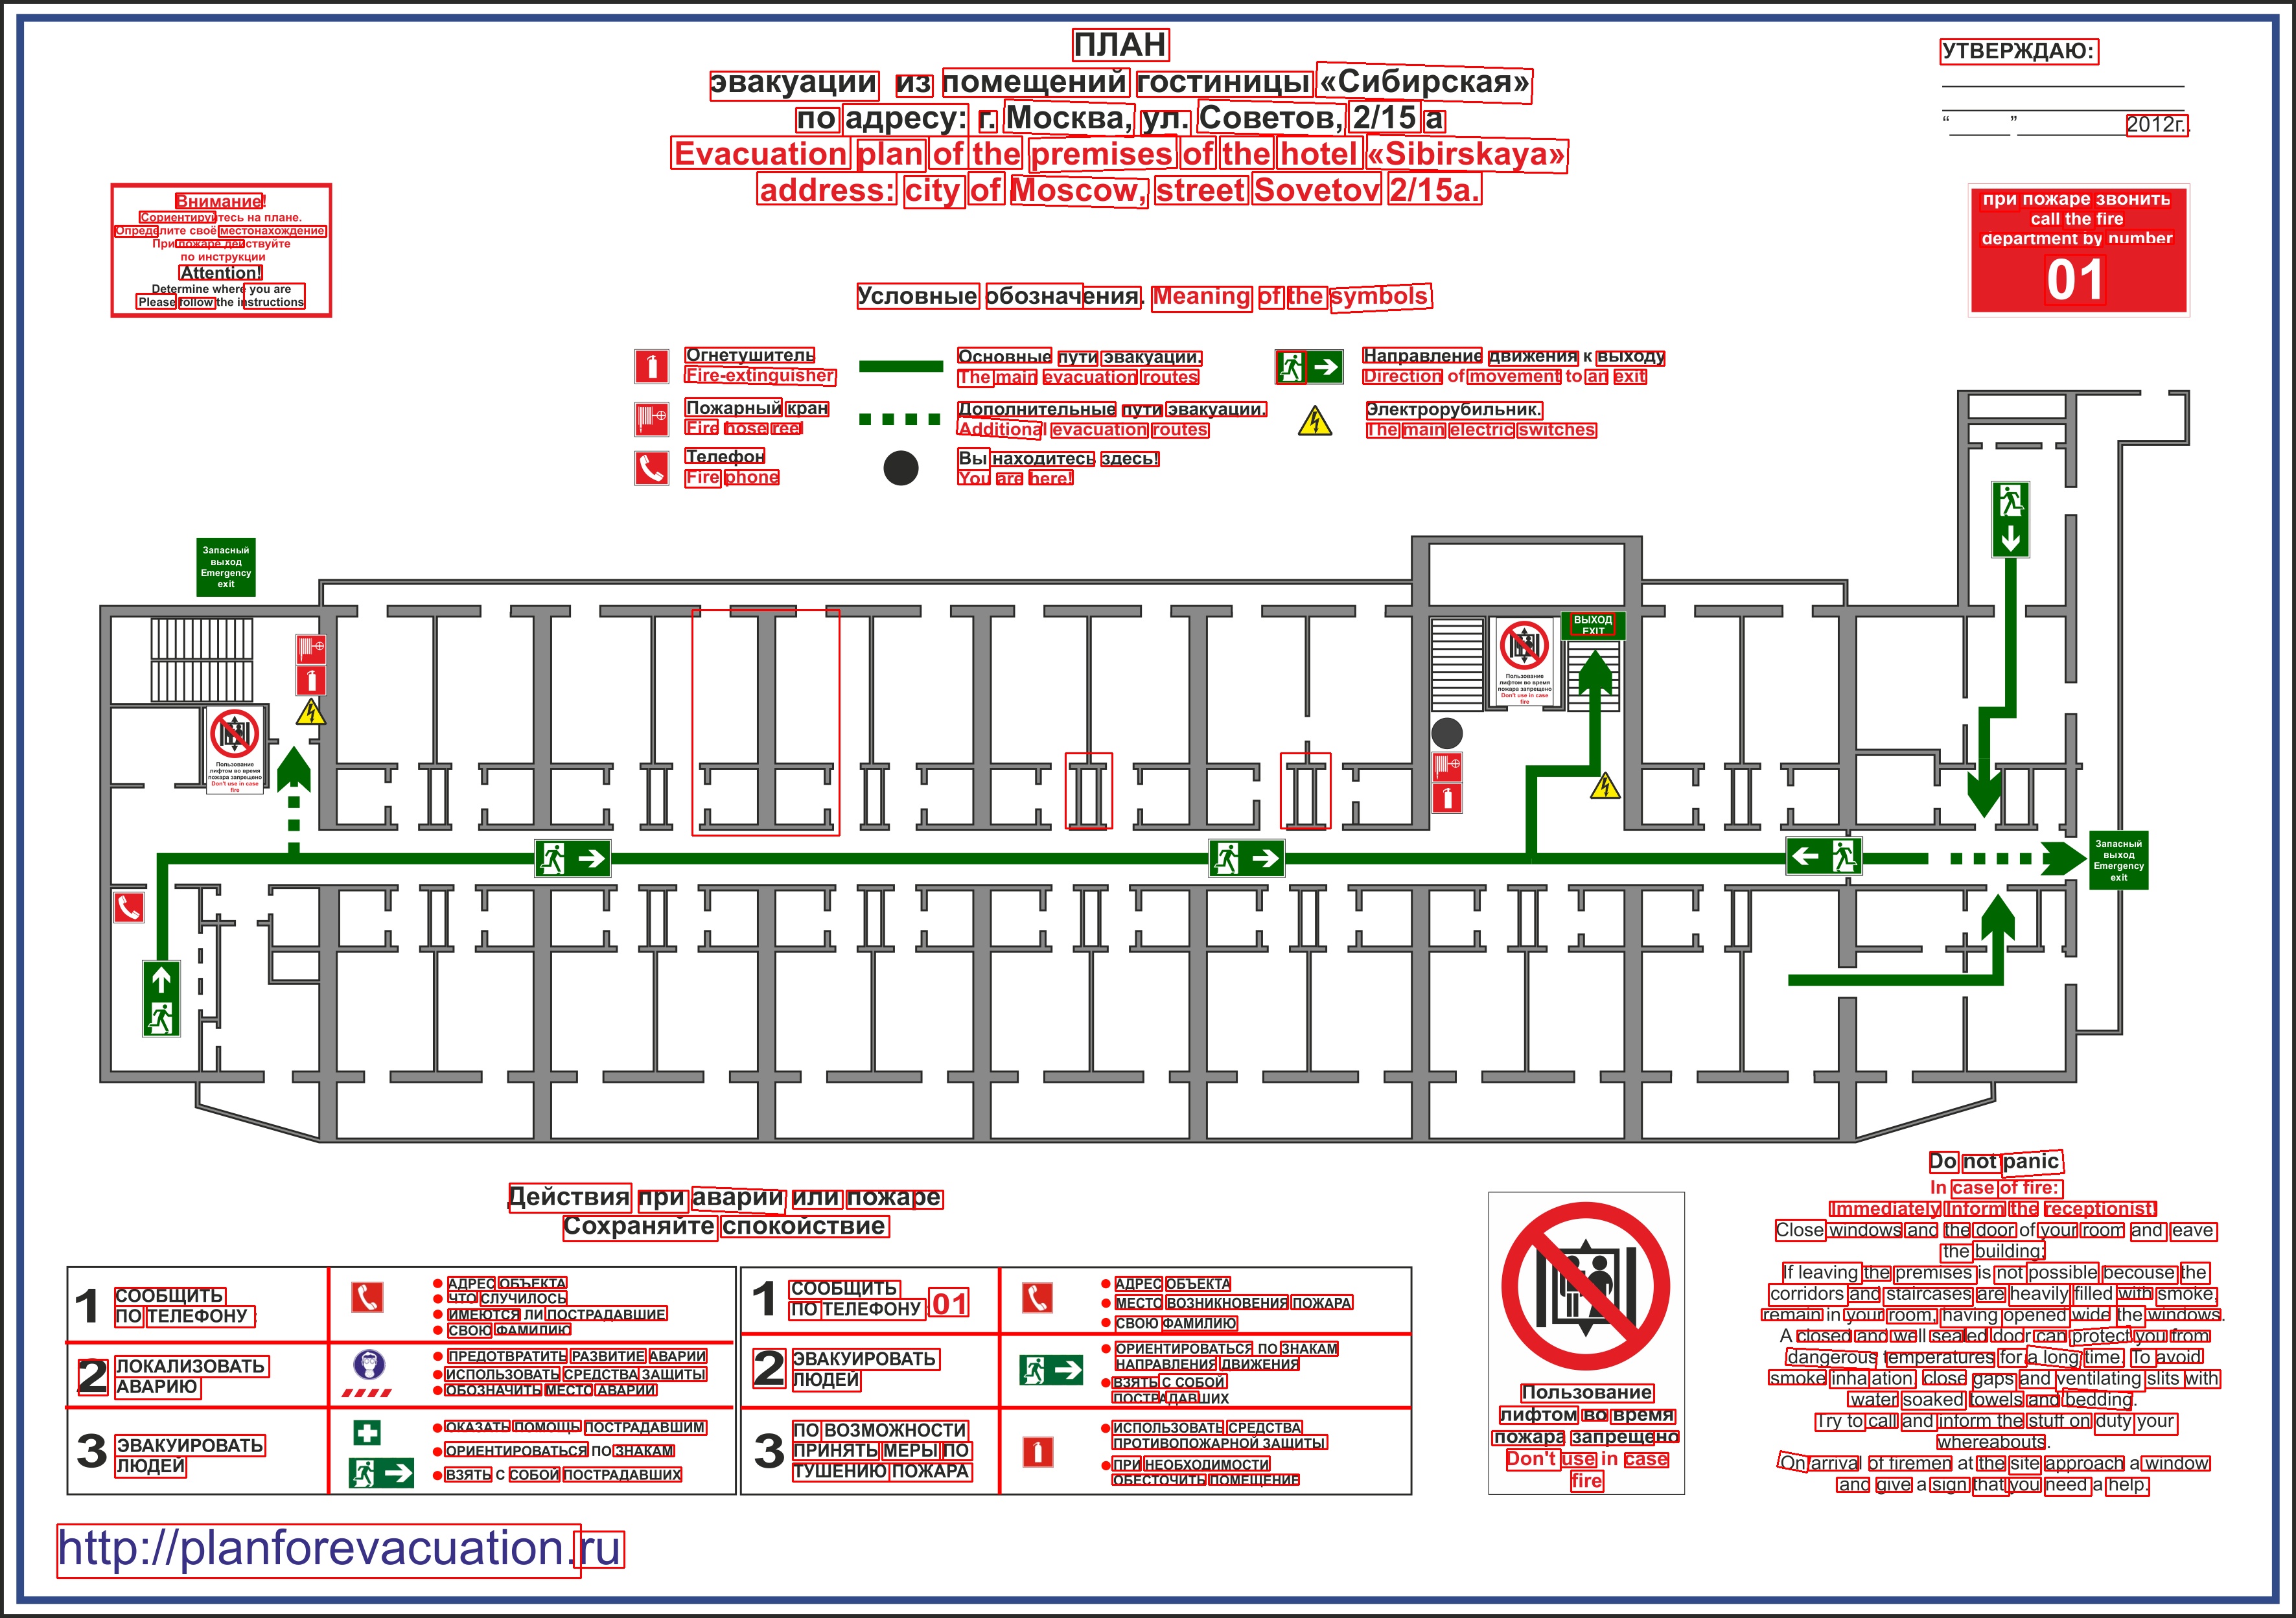 ПЛАН
эвакуации из помещений гостиницы «Сибирская»
по адресу: г. Москва, ул. Советов, 2/15 а
Evacuation plan of the premises of the hotel «Sibirskaya»
address: city of Moscow, street Sovetov 2/15a.
УТВЕРЖДАЮ:
“______”___________2012г.
Внимание!
Сориентируйтесь на плане.
Определите своё местонахождение
При пожаре действуйте
по инструкции
Attention!
Determine where you are
Please follow the instructions
при пожаре звонить
call the fire
department by number
01
Условные обозначения. Meaning of the symbols
Огнетушитель
Fire-extinguisher
Основные пути эвакуации.
The main evacuation routes
Направление движения к выходу
Direction of movement to an exit
Пожарный кран
Fire hose reel
Дополнительные пути эвакуации.
Additional evacuation routes
Электрорубильник.
The main electric switches
Телефон
Fire phone
Вы находитесь здесь!
You are here!
Запасный
выход
Emergency
exit
ВЫХОД
EXIT
Пользование
лифтом во время
пожара запрещено
Don't use in case
fire
Пользование
лифтом во время
пожара запрещено
Don't use in case
fire
Запасный
выход
Emergency
exit
Действия при аварии или пожаре
Сохраняйте спокойствие
1 СООБЩИТЬ
ПО ТЕЛЕФОНУ
АДРЕС ОБЪЕКТА
ЧТО СЛУЧИЛОСЬ
ИМЕЮТСЯ ЛИ ПОСТРАДАВШИЕ
СВОЮ ФАМИЛИЮ
2 ЛОКАЛИЗОВАТЬ
АВАРИЮ
ПРЕДОТВРАТИТЬ РАЗВИТИЕ АВАРИИ
ИСПОЛЬЗОВАТЬ СРЕДСТВА ЗАЩИТЫ
ОБОЗНАЧИТЬ МЕСТО АВАРИИ
3 ЭВАКУИРОВАТЬ
ЛЮДЕЙ
ОКАЗАТЬ ПОМОЩЬ ПОСТРАДАВШИМ
ОРИЕНТИРОВАТЬСЯ ПО ЗНАКАМ
ВЗЯТЬ С СОБОЙ ПОСТРАДАВШИХ
1 СООБЩИТЬ
ПО ТЕЛЕФОНУ 01
АДРЕС ОБЪЕКТА
МЕСТО ВОЗНИКНОВЕНИЯ ПОЖАРА
СВОЮ ФАМИЛИЮ
2 ЭВАКУИРОВАТЬ
ЛЮДЕЙ
ОРИЕНТИРОВАТЬСЯ ПО ЗНАКАМ
НАПРАВЛЕНИЯ ДВИЖЕНИЯ
ВЗЯТЬ С СОБОЙ
ПОСТРАДАВШИХ
3 ПО ВОЗМОЖНОСТИ
ПРИНЯТЬ МЕРЫ ПО
ТУШЕНИЮ ПОЖАРА
ИСПОЛЬЗОВАТЬ СРЕДСТВА
ПРОТИВОПОЖАРНОЙ ЗАЩИТЫ
ПРИ НЕОБХОДИМОСТИ
ОБЕСТОЧИТЬ ПОМЕЩЕНИЕ
Пользование
лифтом во время
пожара запрещено
Don't use in case
fire
Do not panic
In case of fire:
Immediately Inform the receptionist!
Close windows and the door of your room and leave
the building;
If leaving the premises is not possible becouse the
corridors and staircases are heavily filled with smoke,
remain in your room, having opened wide the windows.
A closed and well sealed door can protect you from
dangerous temperatures for a long time. To avoid
smoke inhalation, close gaps and ventilating slits with
water soaked towels and bedding.
Try to call and inform the stuff on duty your
whereabouts.
On arrival of firemen at the site approach a window
and give a sign that you need a help.
http://planforevacuation.ru